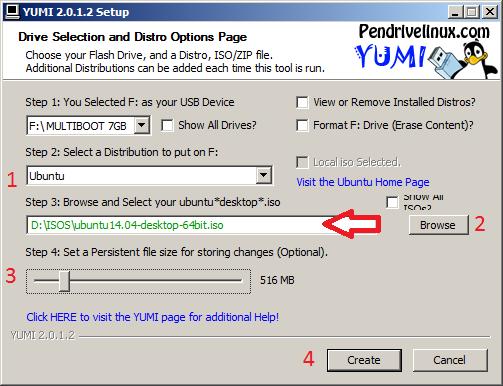 YUMI 2.0.1.2 Setup
Drive Selection and Distro Options Page
Choose your Flash Drive, and a Distro, ISO/ZIP file.
Additional Distributions can be added each time this tool is run.
Pendrivelinux.com
YUMI
Step 1: You Selected F: as your USB Device
View or Remove Installed Distros?
F:\MULTIBOOT 7GB
Show All Drives?
Format F: Drive (Erase Content)?
Step 2: Select a Distribution to put on F:
1
Ubuntu
Local iso Selected.
Visit the Ubuntu Home Page
Step 3: Browse and Select your ubuntu*desktop*.iso
Show All
ISOs?
D:\ISOS\ubuntu14.04-desktop-64bit.iso
Browse
2
Step 4: Set a Persistent file size for storing changes (Optional).
3
516 MB
Click HERE to visit the YUMI page for additional Help!
YUMI 2.0.1.2
4
Create
Cancel